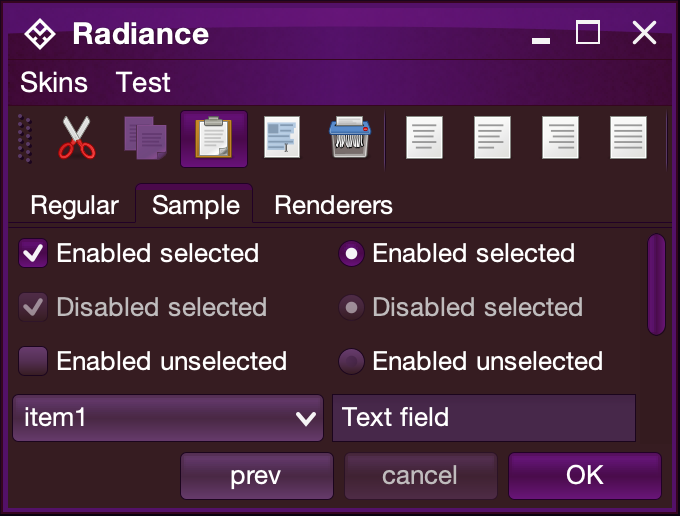 Radiance
Skins Test
Regular Sample Renderers
Enabled selected Enabled selected
Disabled selected Disabled selected
Enabled unselected Enabled unselected
item1 Text field
prev cancel OK